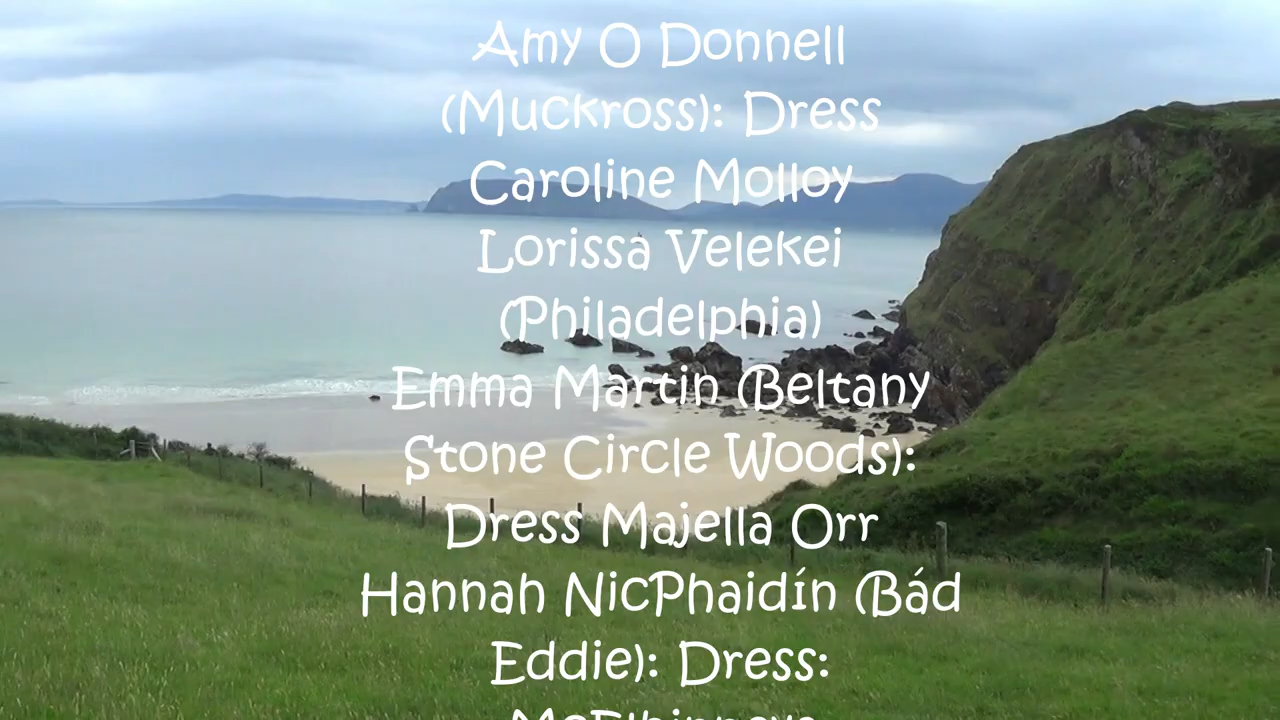 Amy O Donnell
(Muckross): Dress
Caroline Molloy
Lorissa Velekei
(Philadelphia)
Emma Martin (Beltany
Stone Circle Woods):
Dress Majella Orr
Hannah NicPhaidín (Bád
Eddie): Dress: